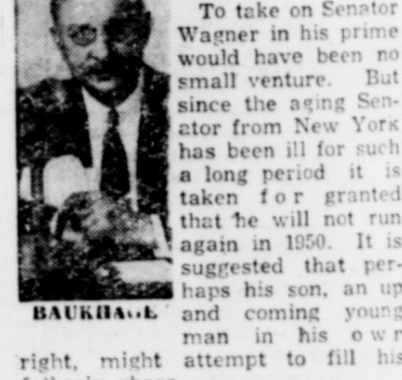 To take on Senator
Wagner in his prime
would have been no
small venture. But
since the aging Sen-
ator from New York
has been ill for such
a long period it is
taken for granted
that he will not run
again in 1950. It is
suggested that per-
haps his son, an up
and coming young
man in his own
right, might attempt to fill his
BAUKHAGE